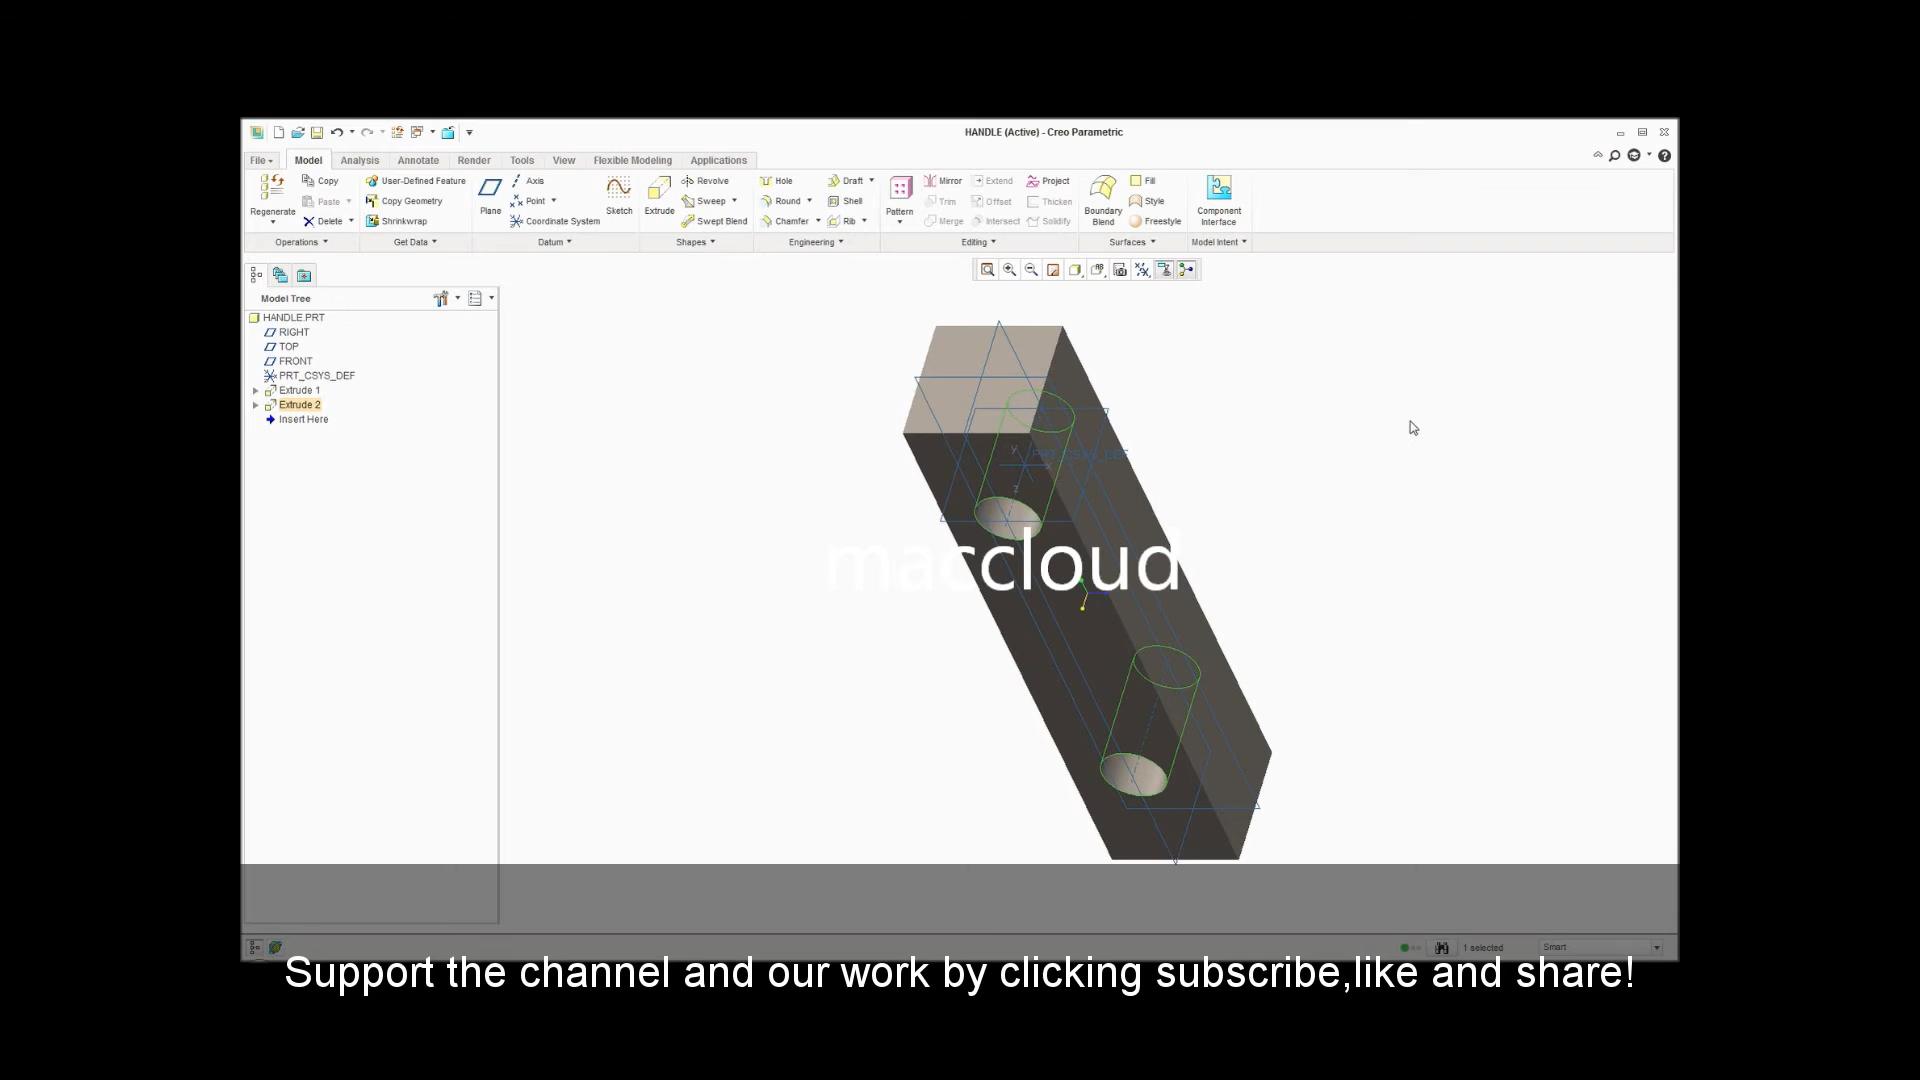 HANDLE (Active) - Creo Parametric
File Model Analysis Annotate Render Tools View Flexible Modeling Applications
Regenerate
Copy
Paste
Delete
Operations
User-Defined Feature
Copy Geometry
Shrinkwrap
Get Data
Plane
Axis
Point
Coordinate System
Datum
Sketch
Extrude
Revolve
Sweep
Swept Blend
Shapes
Hole
Round
Chamfer
Draft
Shell
Rib
Engineering
Pattern
Mirror
Trim
Merge
Extend
Offset
Intersect
Project
Thicken
Solidify
Editing
Boundary
Blend
Fill
Style
Freestyle
Surfaces
Component
Interface
Model Intent
Model Tree
HANDLE.PRT
RIGHT
TOP
FRONT
PRT_CSYS_DEF
Extrude 1
Extrude 2
Insert Here
y
PRT_CSYS_DEF
x
z
maccloud
1 selected
Smart
Support the channel and our work by clicking subscribe,like and share!